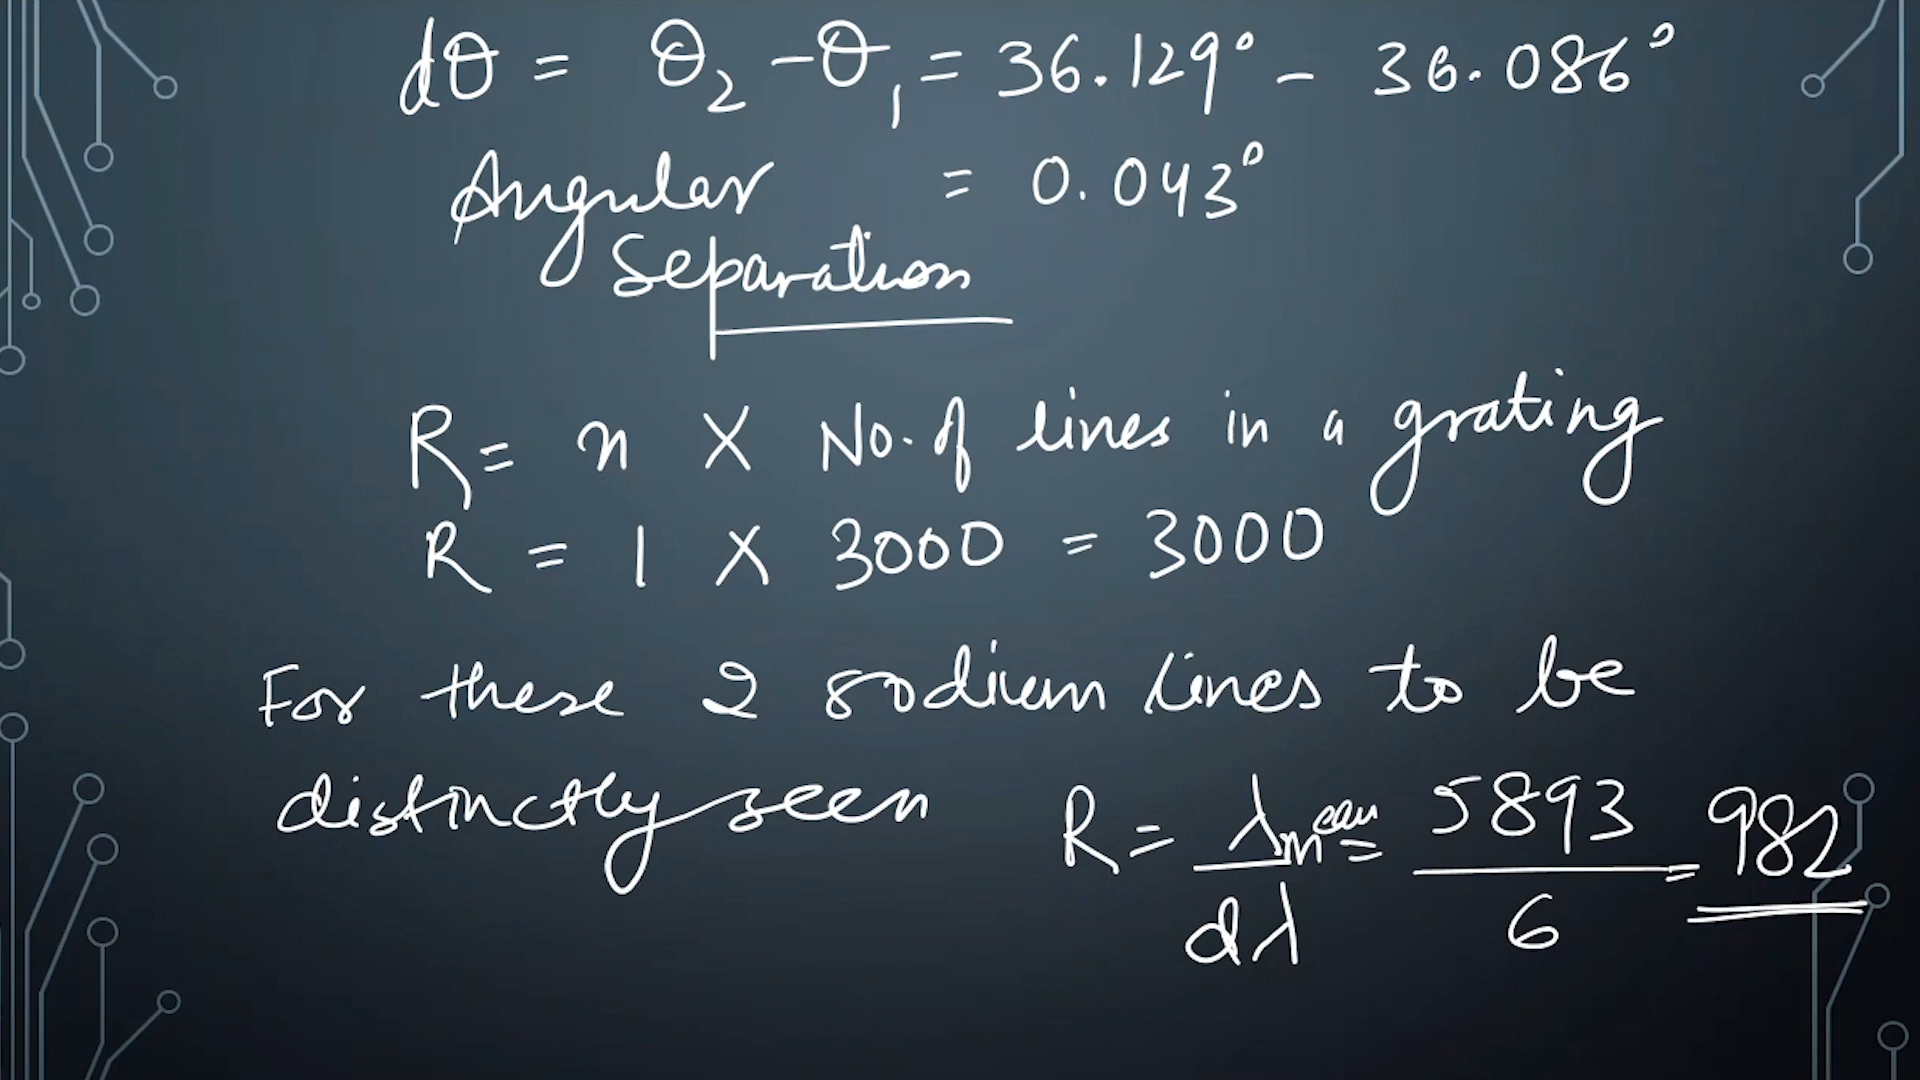 dθ = θ₂ - θ₁ = 36.129° - 36.086°
Angular = 0.043°
Separation
R = n X No. of lines in a grating
R = 1 X 3000 = 3000
For these 2 sodium lines to be
distinctly seen R = λmean/dλ = 5893/6 = 982